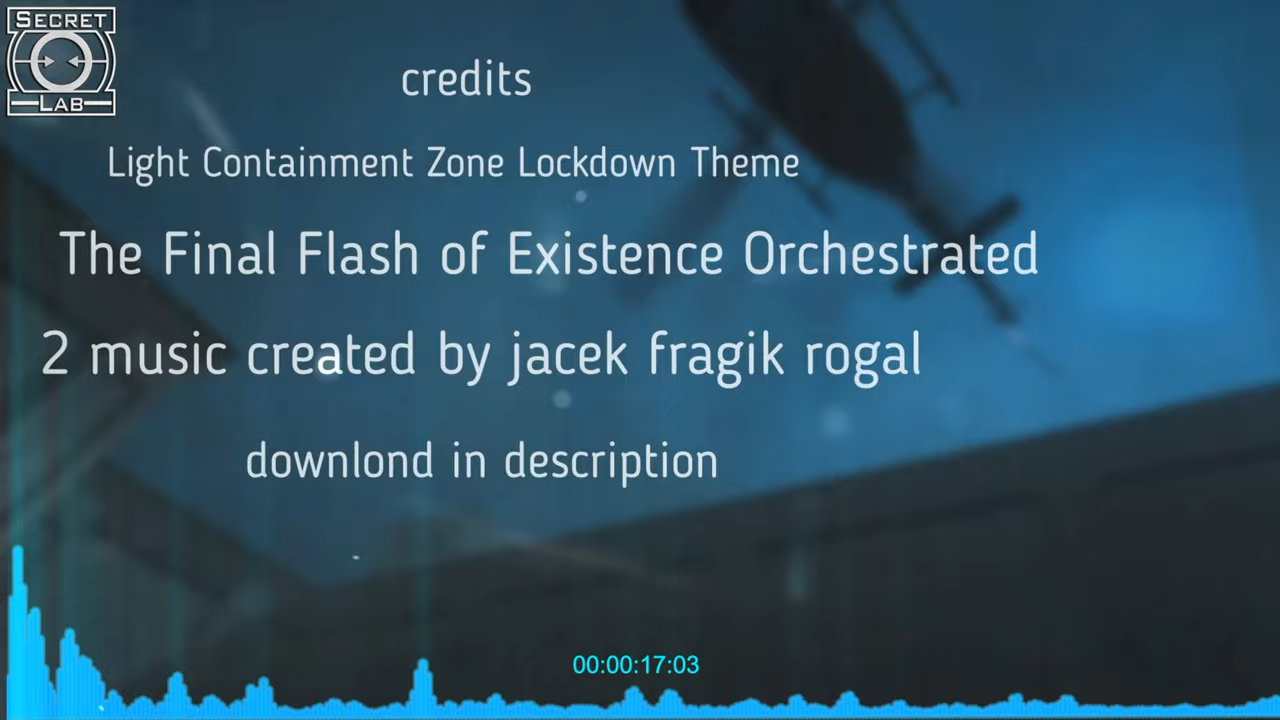 SECRET
LAB
credits
Light Containment Zone Lockdown Theme
The Final Flash of Existence Orchestrated
2 music created by jacek fragik rogal
downlond in description
00:00:17:03